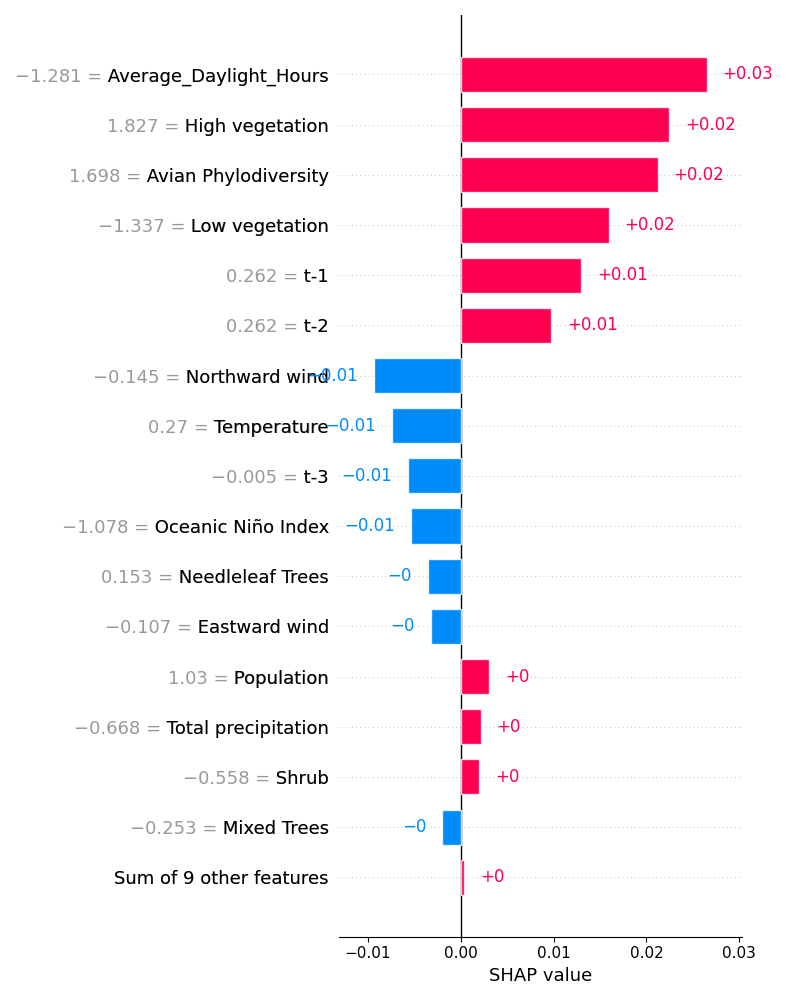 −1.281 = Average_Daylight_Hours +0.03
1.827 = High vegetation +0.02
1.698 = Avian Phylodiversity +0.02
−1.337 = Low vegetation +0.02
0.262 = t-1 +0.01
0.262 = t-2 +0.01
−0.145 = Northward wind −0.01
0.27 = Temperature −0.01
−0.005 = t-3 −0.01
−1.078 = Oceanic Niño Index −0.01
0.153 = Needleleaf Trees −0
−0.107 = Eastward wind −0
1.03 = Population +0
−0.668 = Total precipitation +0
−0.558 = Shrub +0
−0.253 = Mixed Trees −0
Sum of 9 other features +0
−0.01 0.00 0.01 0.02 0.03
SHAP value